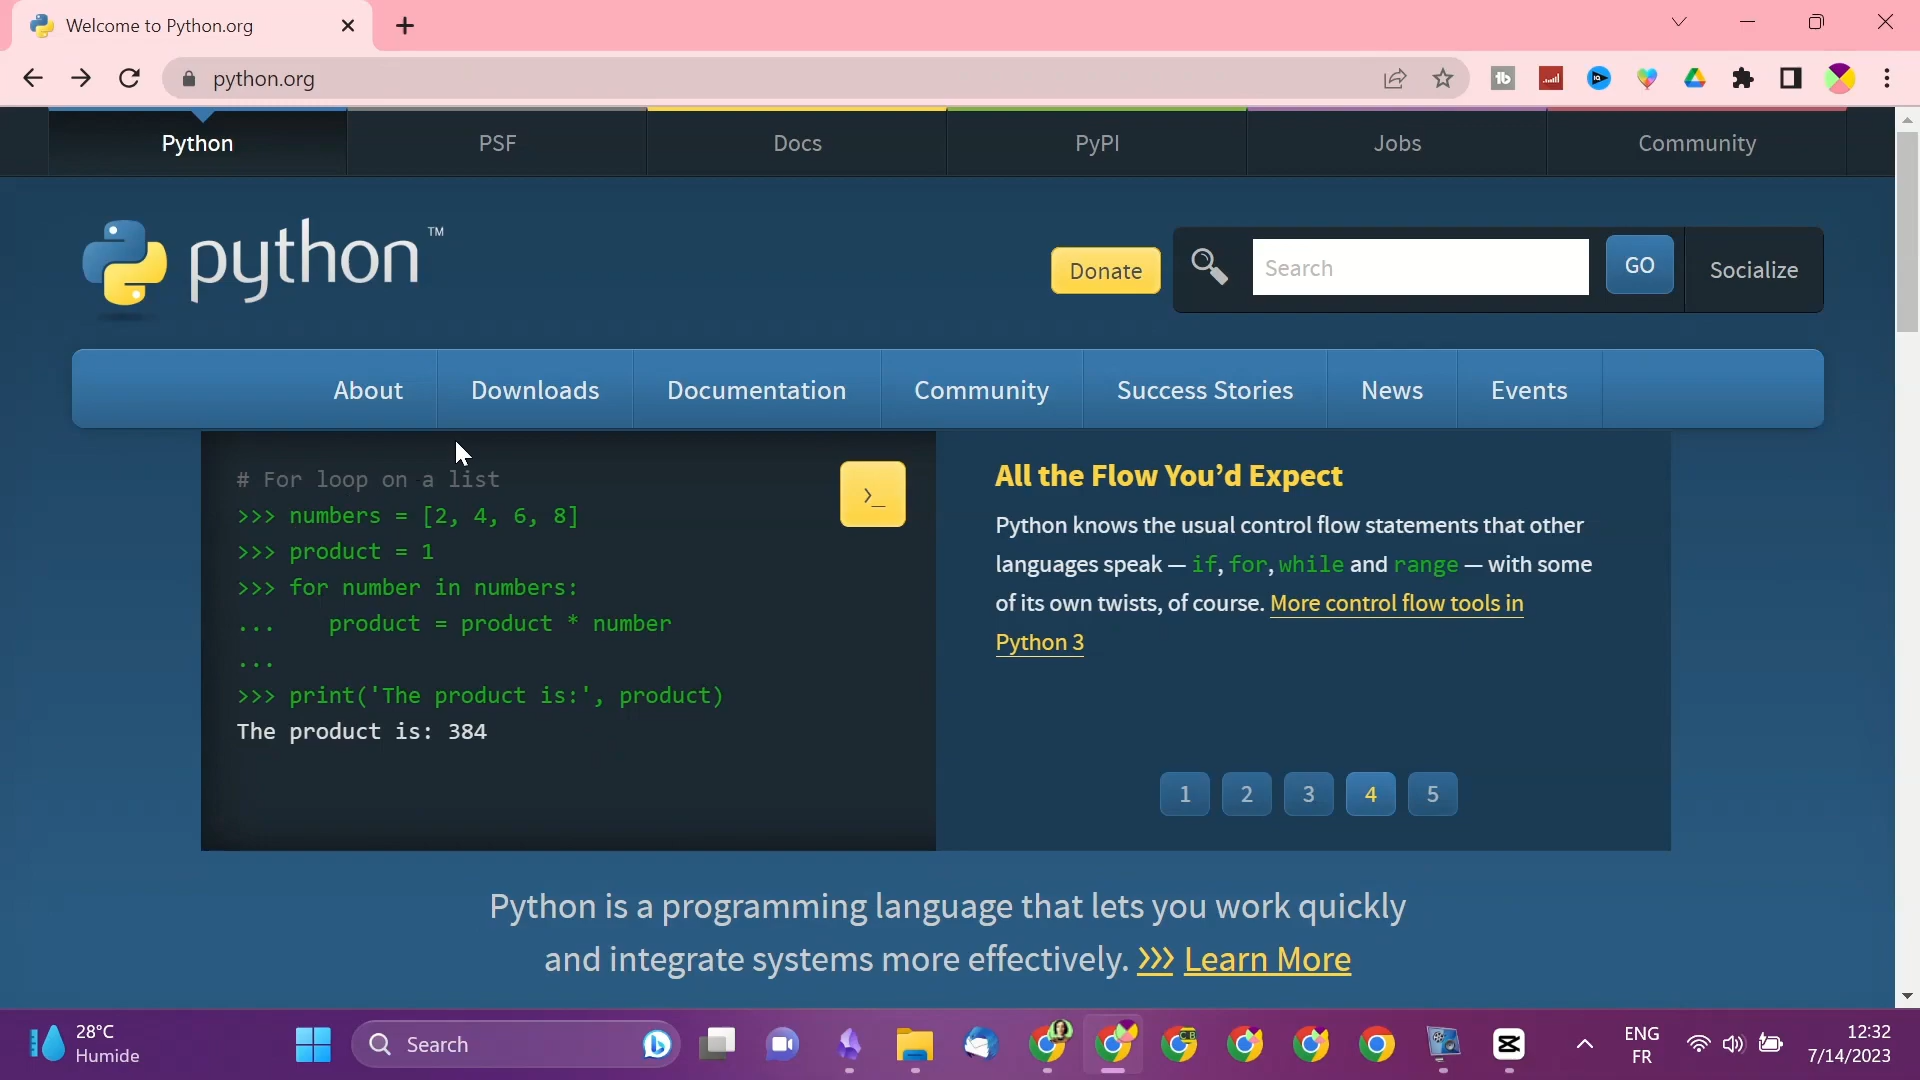 Welcome to Python.org
python.org
Python
PSF
Docs
PyPI
Jobs
Community
python™
Donate
Search
GO
Socialize
About
Downloads
Documentation
Community
Success Stories
News
Events
# For loop on a list
>>> numbers = [2, 4, 6, 8]
>>> product = 1
>>> for number in numbers:
...    product = product * number
...
>>> print('The product is:', product)
The product is: 384
>_
All the Flow You’d Expect
Python knows the usual control flow statements that other
languages speak — if, for, while and range — with some
of its own twists, of course. More control flow tools in
Python 3
1
2
3
4
5
Python is a programming language that lets you work quickly
and integrate systems more effectively. >>> Learn More
28°C
Humide
Search
ENG
FR
12:32
7/14/2023